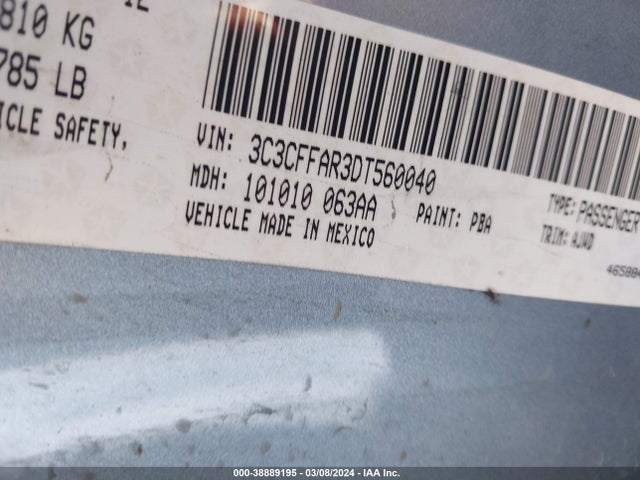 810 KG
785 LB
ICLE SAFETY,
VIN: 3C3CFFAR3DT560040
MDH: 101010 063AA
PAINT: PBA
VEHICLE MADE IN MEXICO
TYPE: PASSENGER
TRIM: AJVD
000-38889195 - 03/08/2024 - IAA Inc.